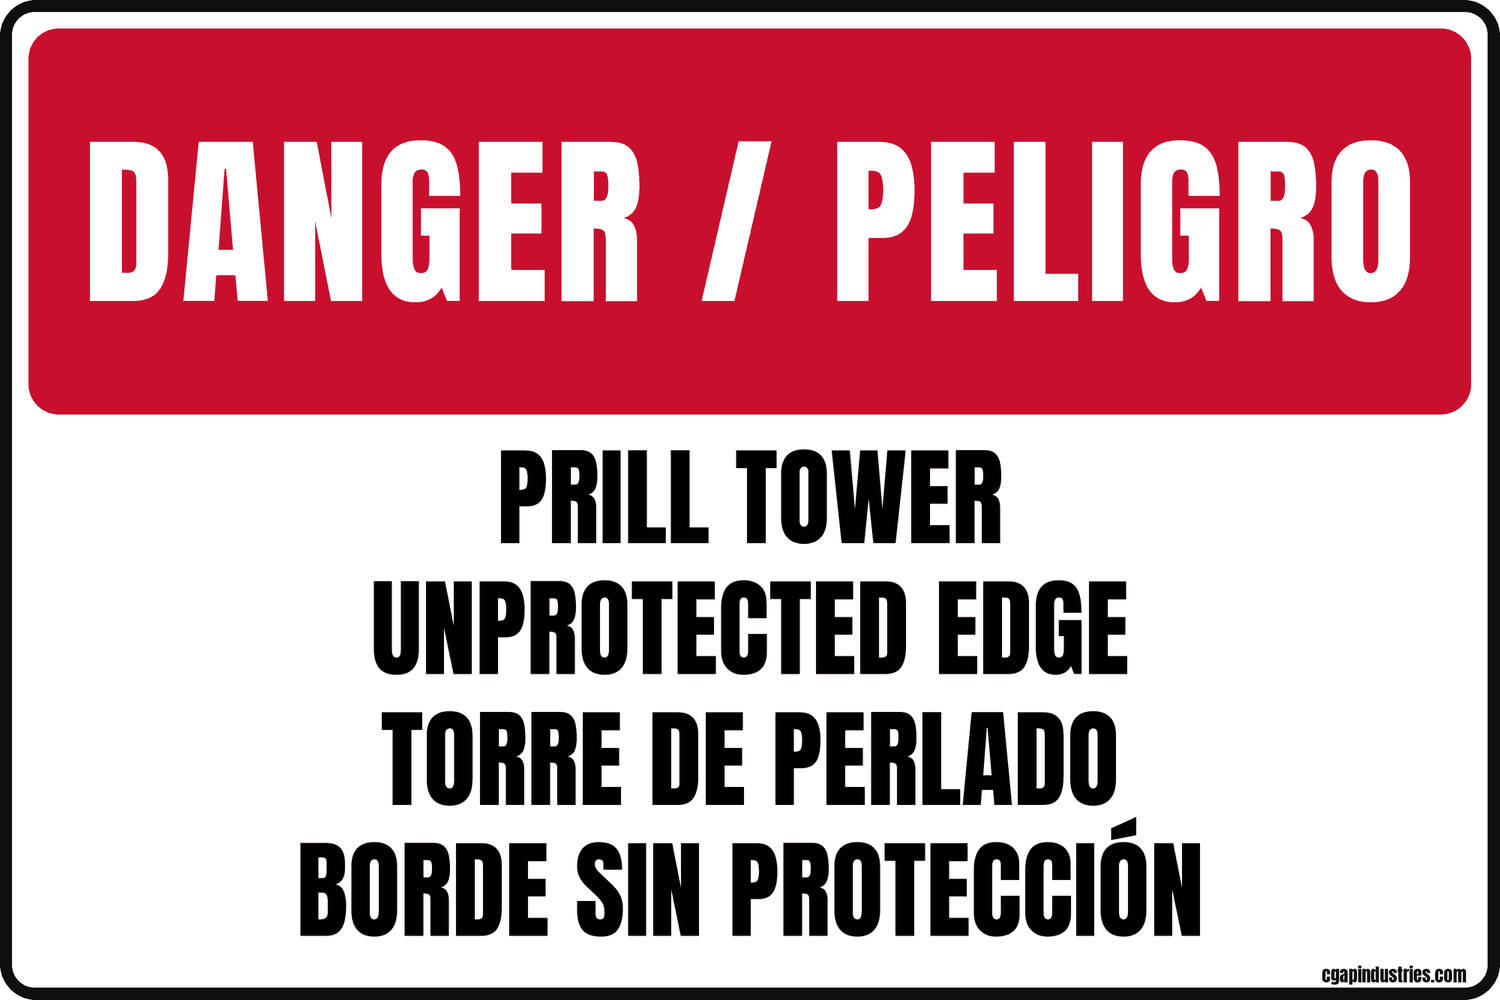 DANGER / PELIGRO
PRILL TOWER
UNPROTECTED EDGE
TORRE DE PERLADO
BORDE SIN PROTECCIÓN
cgapindustries.com